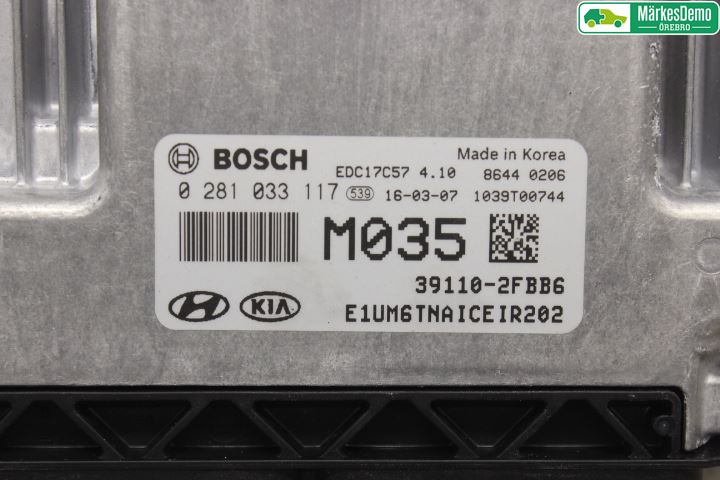 MärkesDemo
ÖREBRO
BOSCH
EDC17C57 4.10
Made in Korea
8644 0206
0 281 033 117 539 16-03-07 1039T00744
M035
39110-2FBB6
KIA
E1UM6TNAICEIR202